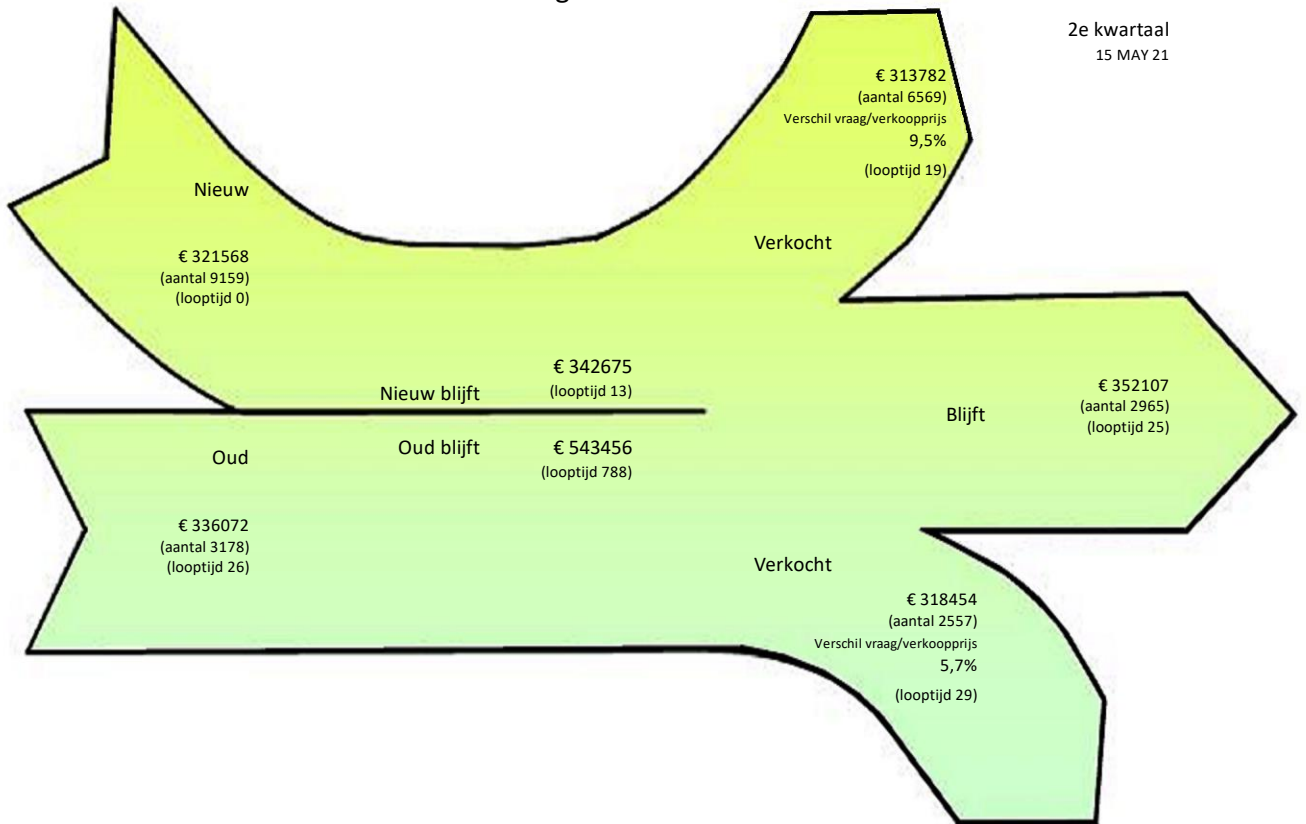 2e kwartaal
15 MAY 21
€ 313782
(aantal 6569)
Verschil vraag/verkoopprijs
9,5%
(looptijd 19)
Nieuw
Verkocht
€ 321568
(aantal 9159)
(looptijd 0)
€ 342675
Nieuw blijft
(looptijd 13)
€ 352107
(aantal 2965)
(looptijd 25)
Blijft
Oud blijft
€ 543456
(looptijd 788)
Oud
€ 336072
(aantal 3178)
(looptijd 26)
Verkocht
€ 318454
(aantal 2557)
Verschil vraag/verkoopprijs
5,7%
(looptijd 29)